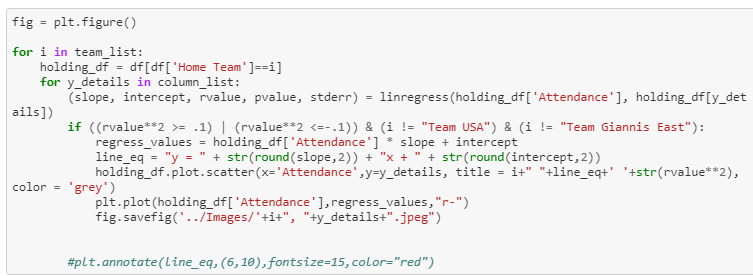 fig = plt.figure()
for i in team_list:
    holding_df = df[df['Home Team']==i]
    for y_details in column_list:
        (slope, intercept, rvalue, pvalue, stderr) = linregress(holding_df['Attendance'], holding_df[y_det
ails])
        if ((rvalue**2 >= .1) | (rvalue**2 <=-.1)) & (i != "Team USA") & (i != "Team Giannis East"):
            regress_values = holding_df['Attendance'] * slope + intercept
            line_eq = "y = " + str(round(slope,2)) + "x + " + str(round(intercept,2))
            holding_df.plot.scatter(x='Attendance',y=y_details, title = i+" "+line_eq+' '+str(rvalue**2),
color = 'grey')
            plt.plot(holding_df['Attendance'],regress_values,"r-")
            fig.savefig('../Images/'+i+", "+y_details+".jpeg")
        #plt.annotate(line_eq,(6,10),fontsize=15,color="red")